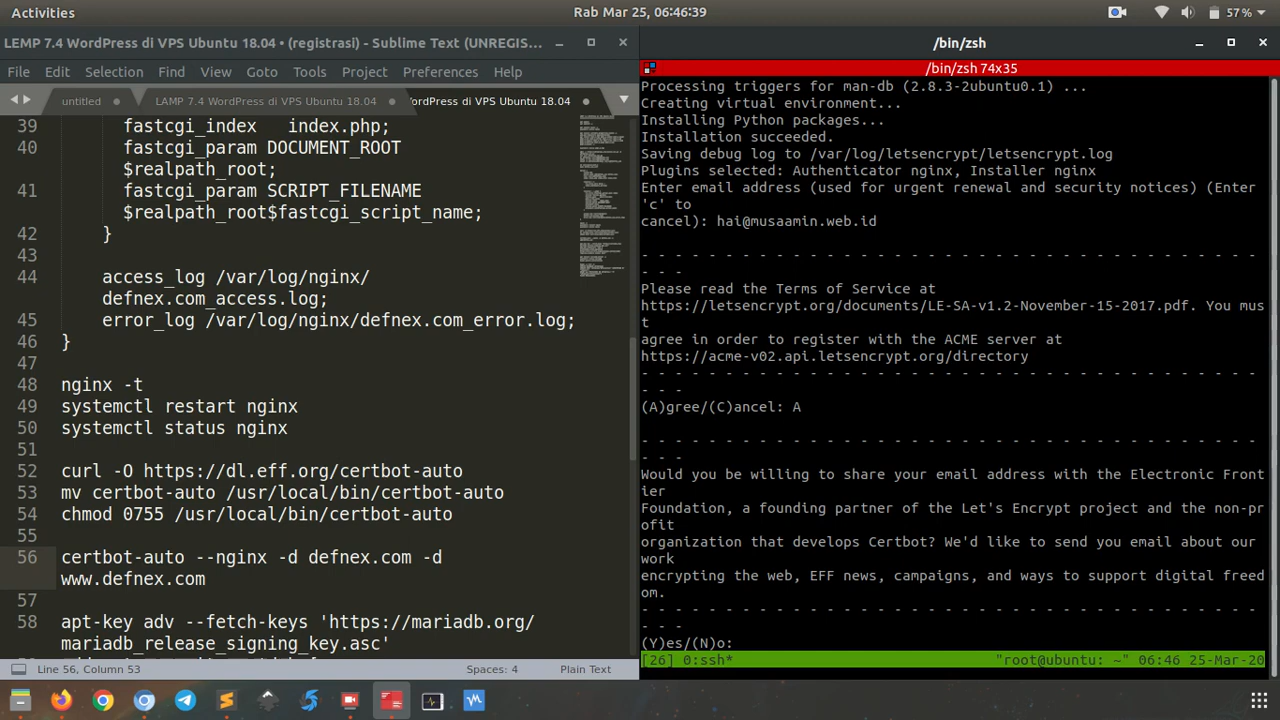 Activities
Rab Mar 25, 06:46:39
57%
LEMP 7.4 WordPress di VPS Ubuntu 18.04 • (registrasi) - Sublime Text (UNREGIS...
File Edit Selection Find View Goto Tools Project Preferences Help
untitled
LEMP 7.4 WordPress di VPS Ubuntu 18.04
ordPress di VPS Ubuntu 18.04
39 fastcgi_index index.php;
40 fastcgi_param DOCUMENT_ROOT
$realpath_root;
41 fastcgi_param SCRIPT_FILENAME
$realpath_root$fastcgi_script_name;
42 }
43
44 access_log /var/log/nginx/
defnex.com_access.log;
45 error_log /var/log/nginx/defnex.com_error.log;
46 }
47
48 nginx -t
49 systemctl restart nginx
50 systemctl status nginx
51
52 curl -O https://dl.eff.org/certbot-auto
53 mv certbot-auto /usr/local/bin/certbot-auto
54 chmod 0755 /usr/local/bin/certbot-auto
55
56 certbot-auto --nginx -d defnex.com -d
www.defnex.com
57
58 apt-key adv --fetch-keys 'https://mariadb.org/
mariadb_release_signing_key.asc'
Line 56, Column 53
Spaces: 4
Plain Text
/bin/zsh
/bin/zsh 74x35
Processing triggers for man-db (2.8.3-2ubuntu0.1) ...
Creating virtual environment...
Installing Python packages...
Installation succeeded.
Saving debug log to /var/log/letsencrypt/letsencrypt.log
Plugins selected: Authenticator nginx, Installer nginx
Enter email address (used for urgent renewal and security notices) (Enter
'c' to
cancel): hai@musaamin.web.id
- - - - - - - - - - - - - - - - - - - - - - - - - - - - - - - - - - - - -
- - -
Please read the Terms of Service at
https://letsencrypt.org/documents/LE-SA-v1.2-November-15-2017.pdf. You mus
t
agree in order to register with the ACME server at
https://acme-v02.api.letsencrypt.org/directory
- - - - - - - - - - - - - - - - - - - - - - - - - - - - - - - - - - - - -
- - -
(A)gree/(C)ancel: A
- - - - - - - - - - - - - - - - - - - - - - - - - - - - - - - - - - - - -
- - -
Would you be willing to share your email address with the Electronic Front
ier
Foundation, a founding partner of the Let's Encrypt project and the non-pr
ofit
organization that develops Certbot? We'd like to send you email about our
work
encrypting the web, EFF news, campaigns, and ways to support digital freed
om.
- - - - - - - - - - - - - - - - - - - - - - - - - - - - - - - - - - - - -
- - -
(Y)es/(N)o:
[26] 0:ssh* "root@ubuntu: ~" 06:46 25-Mar-20